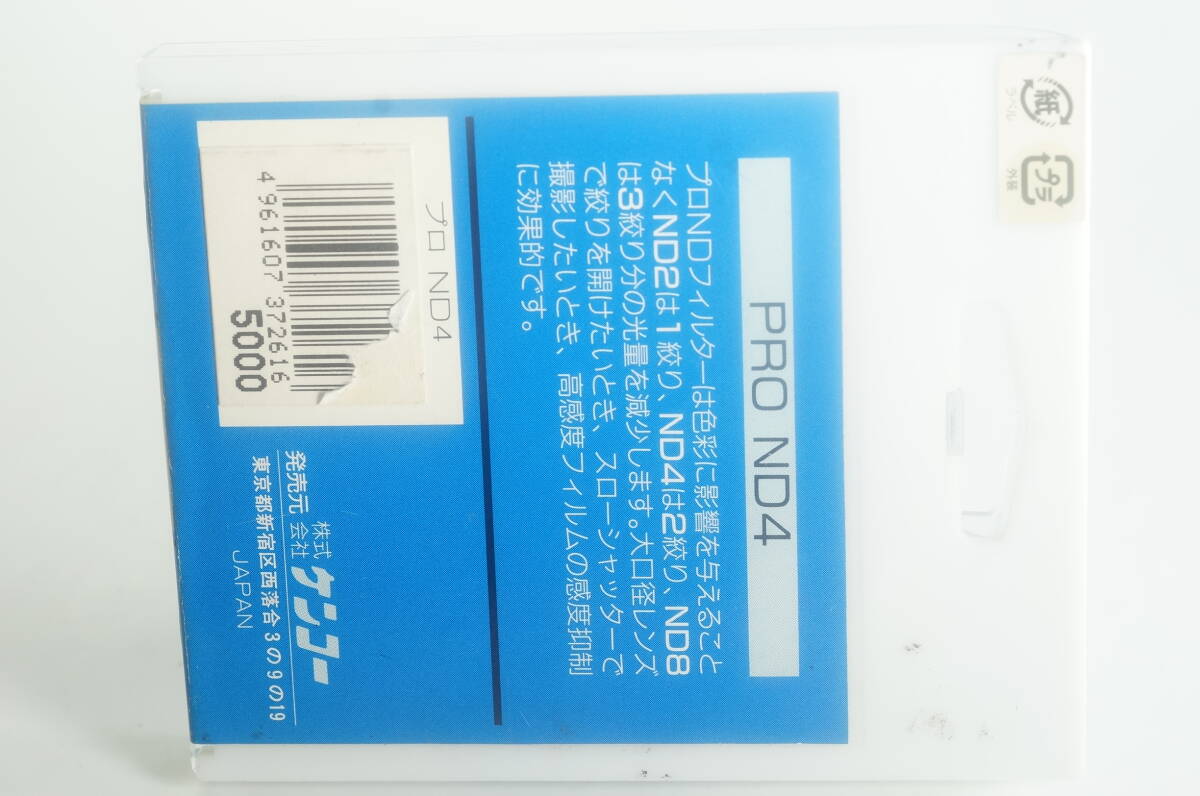 紙
ラベル
プラ
外装
PRO ND4
プロNDフィルターは色彩に影響を与えること
なくND2は1絞り、ND4は2絞り、ND8
は3絞り分の光量を減少します。大口径レンズ
で絞りを開けたいとき、スローシャッターで
撮影したいとき、高感度フィルムの感度抑制
に効果的です。
プロ ND4
4 961607 372616
5000
発売元 株式会社 ケンコー
東京都新宿区西落合3の9の19
JAPAN